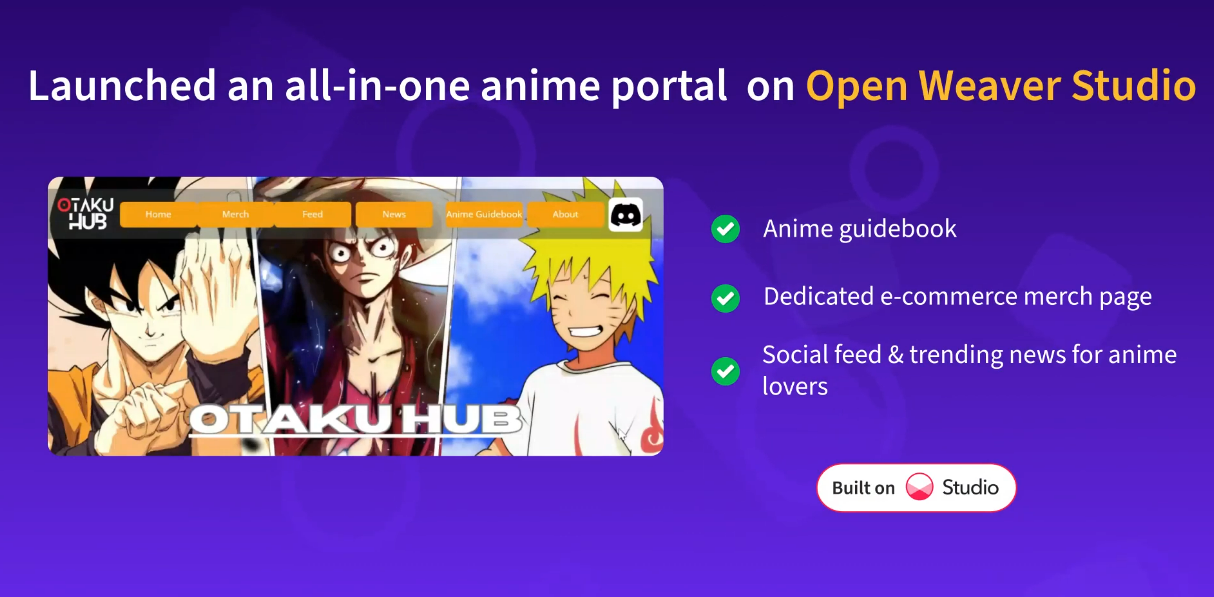 Launched an all-in-one anime portal on Open Weaver Studio
OTAKU
HUB
Home Merch Feed News Anime Guidebook About
OTAKU HUB
Anime guidebook
Dedicated e-commerce merch page
Social feed & trending news for anime
lovers
Built on Studio